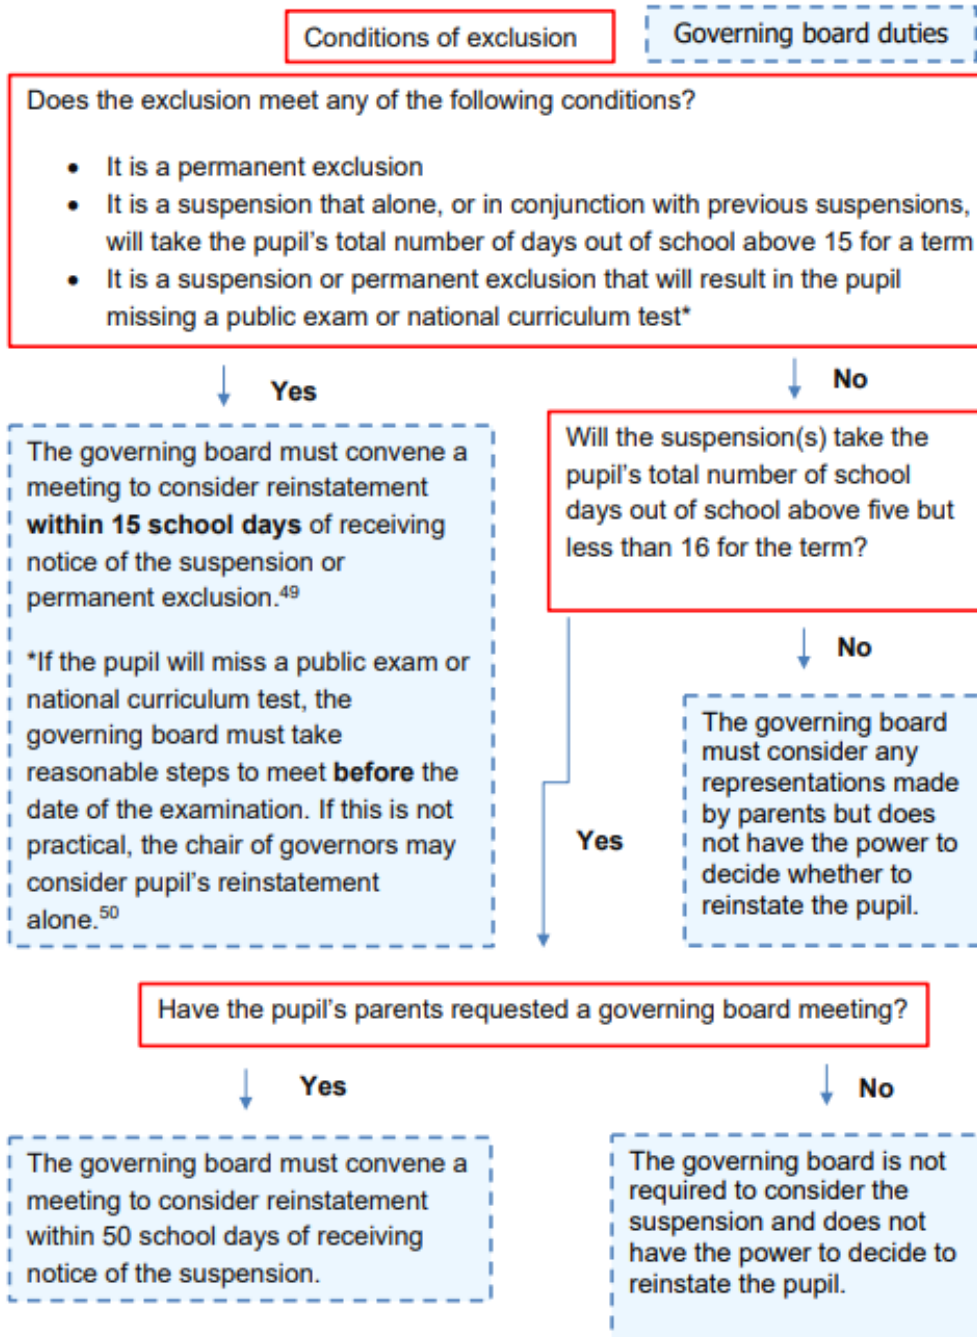 Conditions of exclusion
Governing board duties
Does the exclusion meet any of the following conditions?
• It is a permanent exclusion
• It is a suspension that alone, or in conjunction with previous suspensions,
will take the pupil's total number of days out of school above 15 for a term
• It is a suspension or permanent exclusion that will result in the pupil
missing a public exam or national curriculum test*
Yes
No
The governing board must convene a
meeting to consider reinstatement
within 15 school days of receiving
notice of the suspension or
permanent exclusion.49
*If the pupil will miss a public exam or
national curriculum test, the
governing board must take
reasonable steps to meet before the
date of the examination. If this is not
practical, the chair of governors may
consider pupil's reinstatement
alone.50
Will the suspension(s) take the
pupil's total number of school
days out of school above five but
less than 16 for the term?
No
The governing board
must consider any
representations made
by parents but does
not have the power to
decide whether to
reinstate the pupil.
Yes
Have the pupil's parents requested a governing board meeting?
Yes
No
The governing board must convene a
meeting to consider reinstatement
within 50 school days of receiving
notice of the suspension.
The governing board is not
required to consider the
suspension and does not
have the power to decide to
reinstate the pupil.